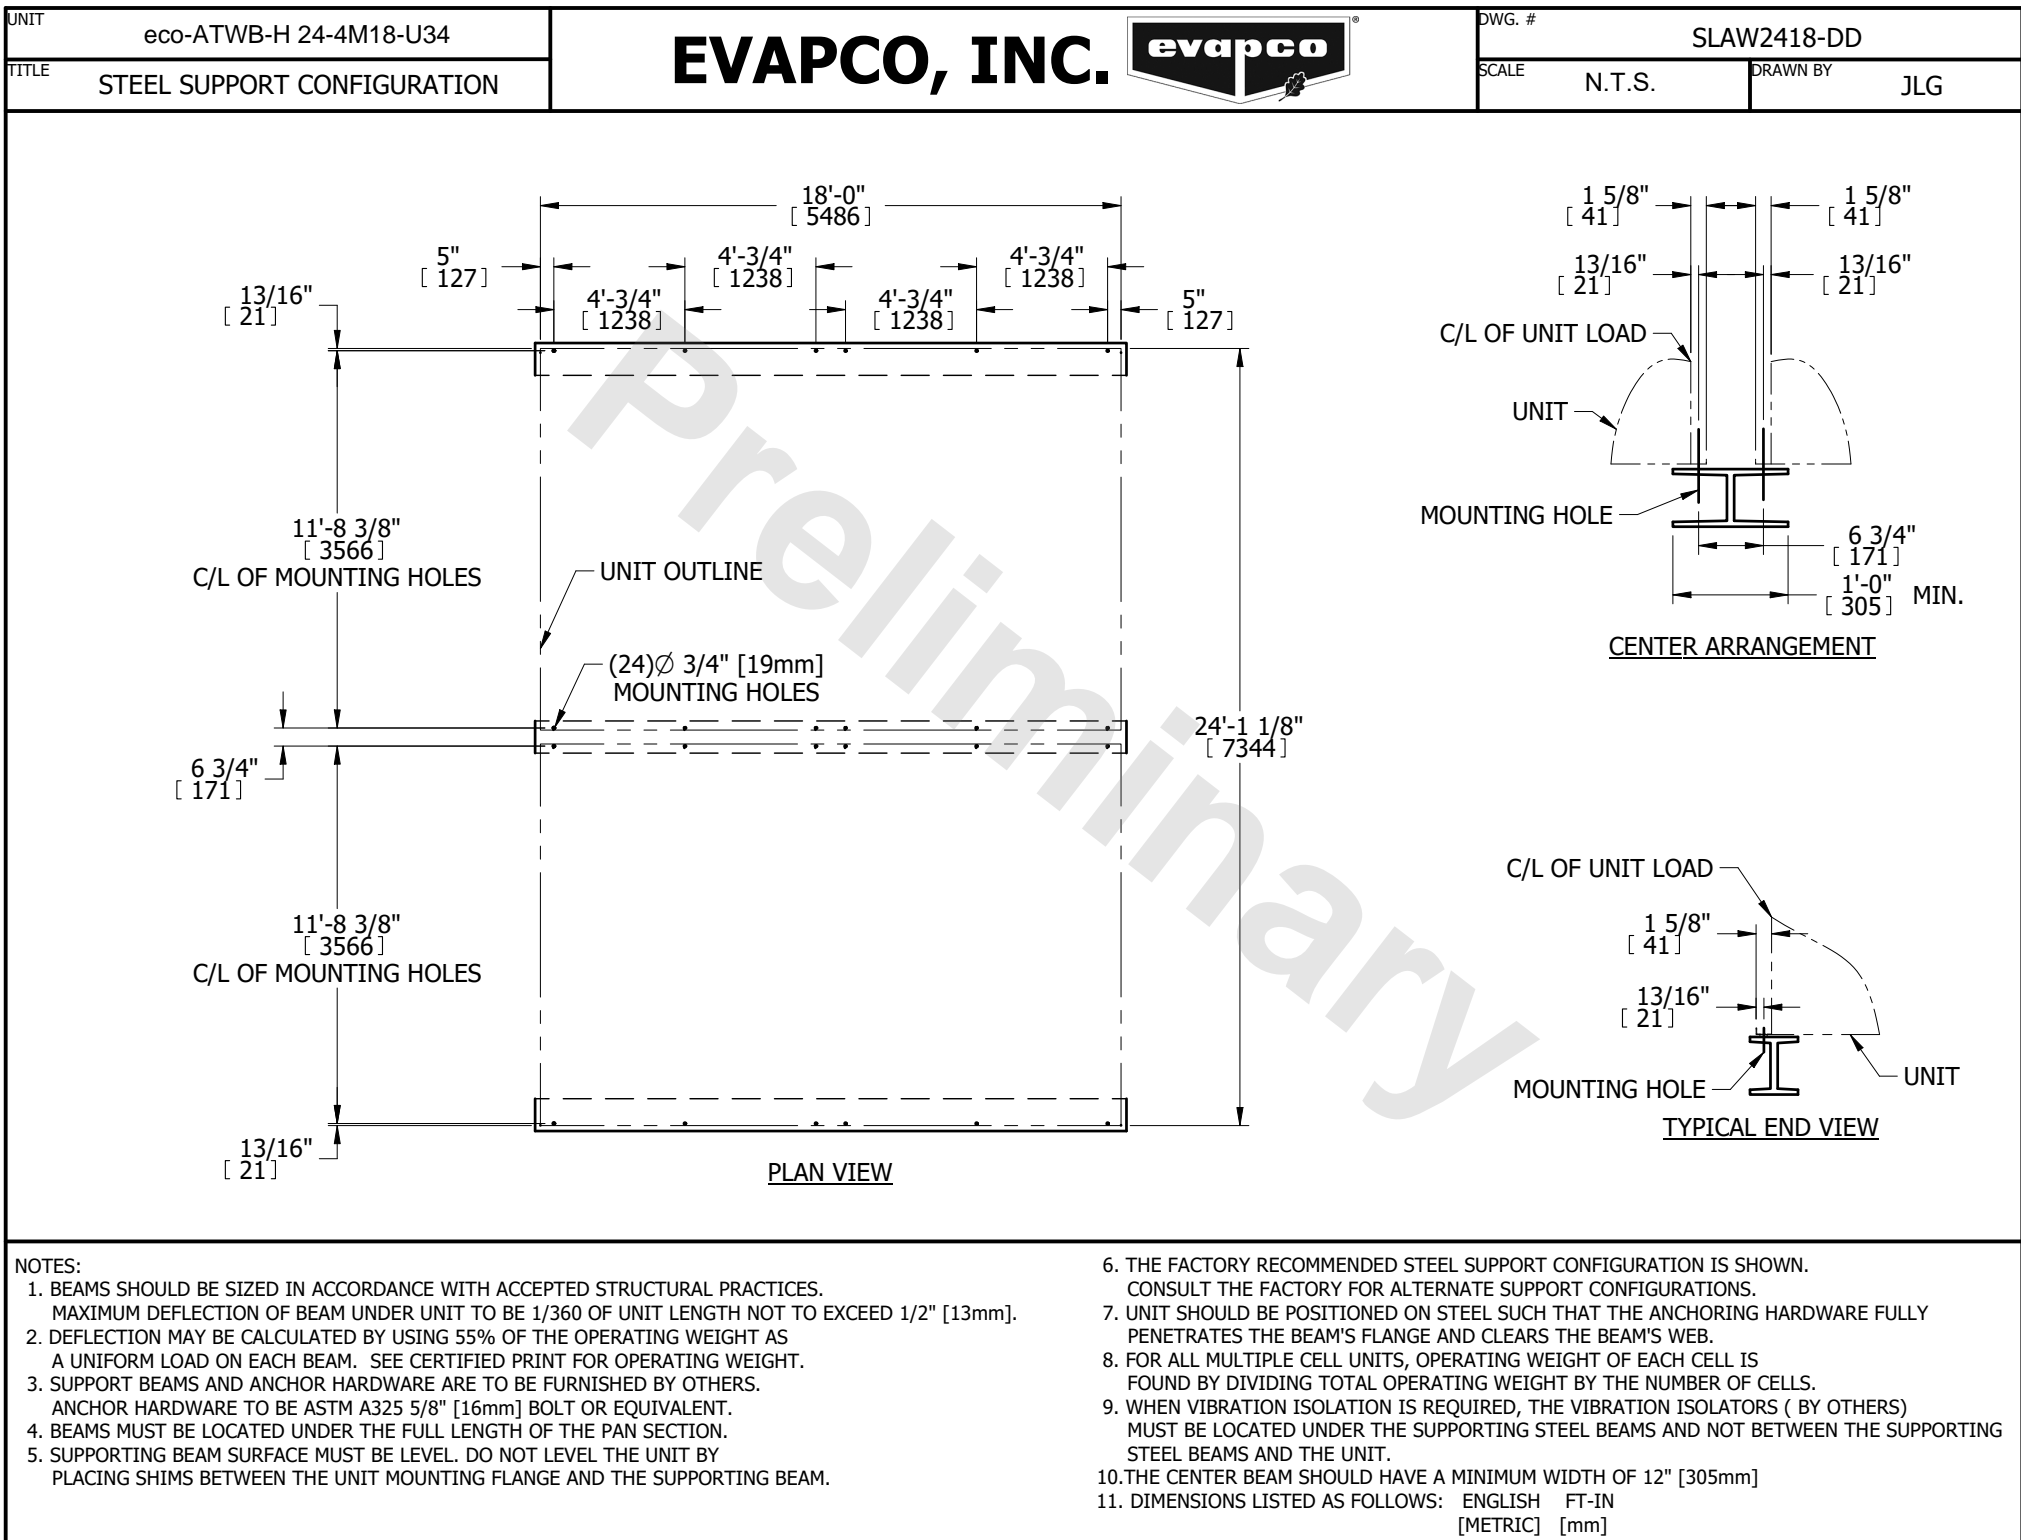 UNIT
eco-ATWB-H 24-4M18-U34
TITLE
STEEL SUPPORT CONFIGURATION
EVAPCO, INC.
evapco
®
DWG. #
SLAW2418-DD
SCALE
N.T.S.
DRAWN BY
JLG
18'-0"
[ 5486 ]
5"
[ 127 ]
4'-3/4"
[ 1238 ]
4'-3/4"
[ 1238 ]
13/16"
[ 21 ]
4'-3/4"
[ 1238 ]
4'-3/4"
[ 1238 ]
5"
[ 127 ]
11'-8 3/8"
[ 3566 ]
C/L OF MOUNTING HOLES
UNIT OUTLINE
(24)Ø 3/4" [19mm]
MOUNTING HOLES
6 3/4"
[ 171 ]
24'-1 1/8"
[ 7344 ]
11'-8 3/8"
[ 3566 ]
C/L OF MOUNTING HOLES
13/16"
[ 21 ]
PLAN VIEW
Preliminary
1 5/8"
[ 41 ]
1 5/8"
[ 41 ]
13/16"
[ 21 ]
13/16"
[ 21 ]
C/L OF UNIT LOAD
UNIT
MOUNTING HOLE
6 3/4"
[ 171 ]
1'-0"
[ 305 ] MIN.
CENTER ARRANGEMENT
C/L OF UNIT LOAD
1 5/8"
[ 41 ]
13/16"
[ 21 ]
MOUNTING HOLE
UNIT
TYPICAL END VIEW
NOTES:
1. BEAMS SHOULD BE SIZED IN ACCORDANCE WITH ACCEPTED STRUCTURAL PRACTICES.
MAXIMUM DEFLECTION OF BEAM UNDER UNIT TO BE 1/360 OF UNIT LENGTH NOT TO EXCEED 1/2" [13mm].
2. DEFLECTION MAY BE CALCULATED BY USING 55% OF THE OPERATING WEIGHT AS
A UNIFORM LOAD ON EACH BEAM. SEE CERTIFIED PRINT FOR OPERATING WEIGHT.
3. SUPPORT BEAMS AND ANCHOR HARDWARE ARE TO BE FURNISHED BY OTHERS.
ANCHOR HARDWARE TO BE ASTM A325 5/8" [16mm] BOLT OR EQUIVALENT.
4. BEAMS MUST BE LOCATED UNDER THE FULL LENGTH OF THE PAN SECTION.
5. SUPPORTING BEAM SURFACE MUST BE LEVEL. DO NOT LEVEL THE UNIT BY
PLACING SHIMS BETWEEN THE UNIT MOUNTING FLANGE AND THE SUPPORTING BEAM.
6. THE FACTORY RECOMMENDED STEEL SUPPORT CONFIGURATION IS SHOWN.
CONSULT THE FACTORY FOR ALTERNATE SUPPORT CONFIGURATIONS.
7. UNIT SHOULD BE POSITIONED ON STEEL SUCH THAT THE ANCHORING HARDWARE FULLY
PENETRATES THE BEAM'S FLANGE AND CLEARS THE BEAM'S WEB.
8. FOR ALL MULTIPLE CELL UNITS, OPERATING WEIGHT OF EACH CELL IS
FOUND BY DIVIDING TOTAL OPERATING WEIGHT BY THE NUMBER OF CELLS.
9. WHEN VIBRATION ISOLATION IS REQUIRED, THE VIBRATION ISOLATORS ( BY OTHERS)
MUST BE LOCATED UNDER THE SUPPORTING STEEL BEAMS AND NOT BETWEEN THE SUPPORTING
STEEL BEAMS AND THE UNIT.
10.THE CENTER BEAM SHOULD HAVE A MINIMUM WIDTH OF 12" [305mm]
11. DIMENSIONS LISTED AS FOLLOWS: ENGLISH FT-IN
[METRIC] [mm]